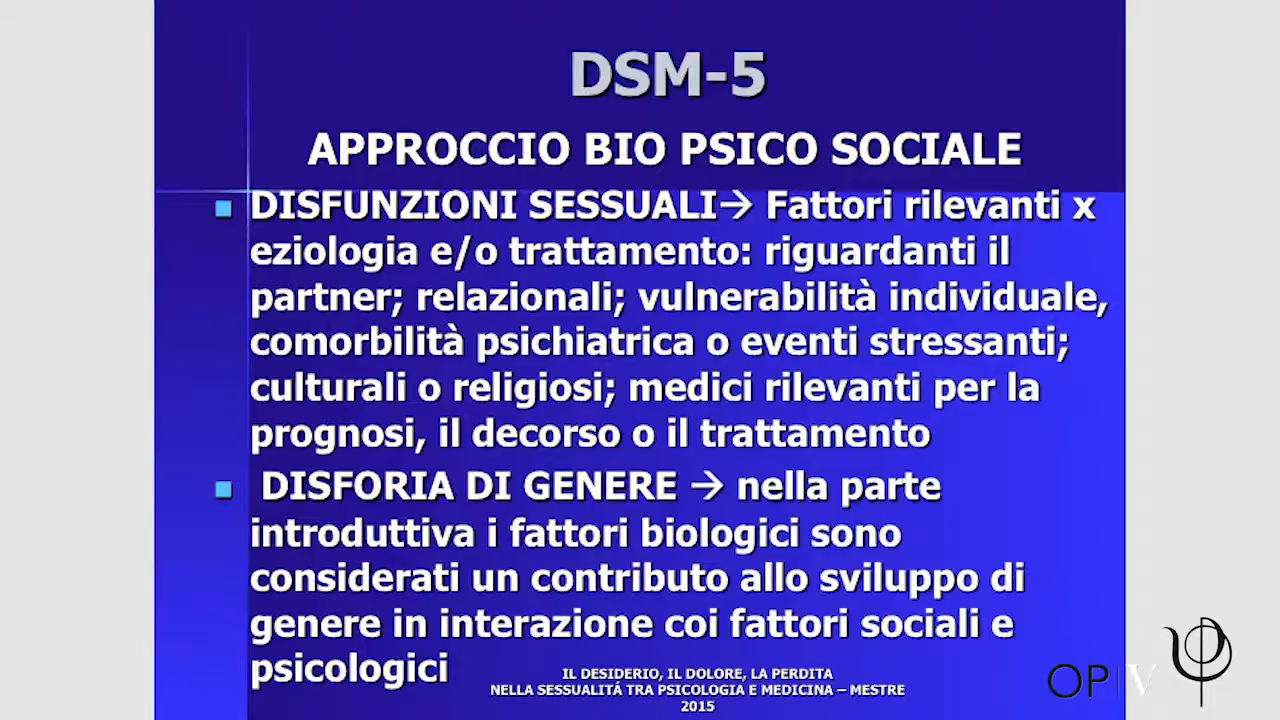 DSM-5
APPROCCIO BIO PSICO SOCIALE
DISFUNZIONI SESSUALI→ Fattori rilevanti x
eziologia e/o trattamento: riguardanti il
partner; relazionali; vulnerabilità individuale,
comorbilità psichiatrica o eventi stressanti;
culturali o religiosi; medici rilevanti per la
prognosi, il decorso o il trattamento
DISFORIA DI GENERE → nella parte
introduttiva i fattori biologici sono
considerati un contributo allo sviluppo di
genere in interazione coi fattori sociali e
psicologici
IL DESIDERIO, IL DOLORE, LA PERDITA
NELLA SESSUALITÁ TRA PSICOLOGIA E MEDICINA – MESTRE
2015
OP|V